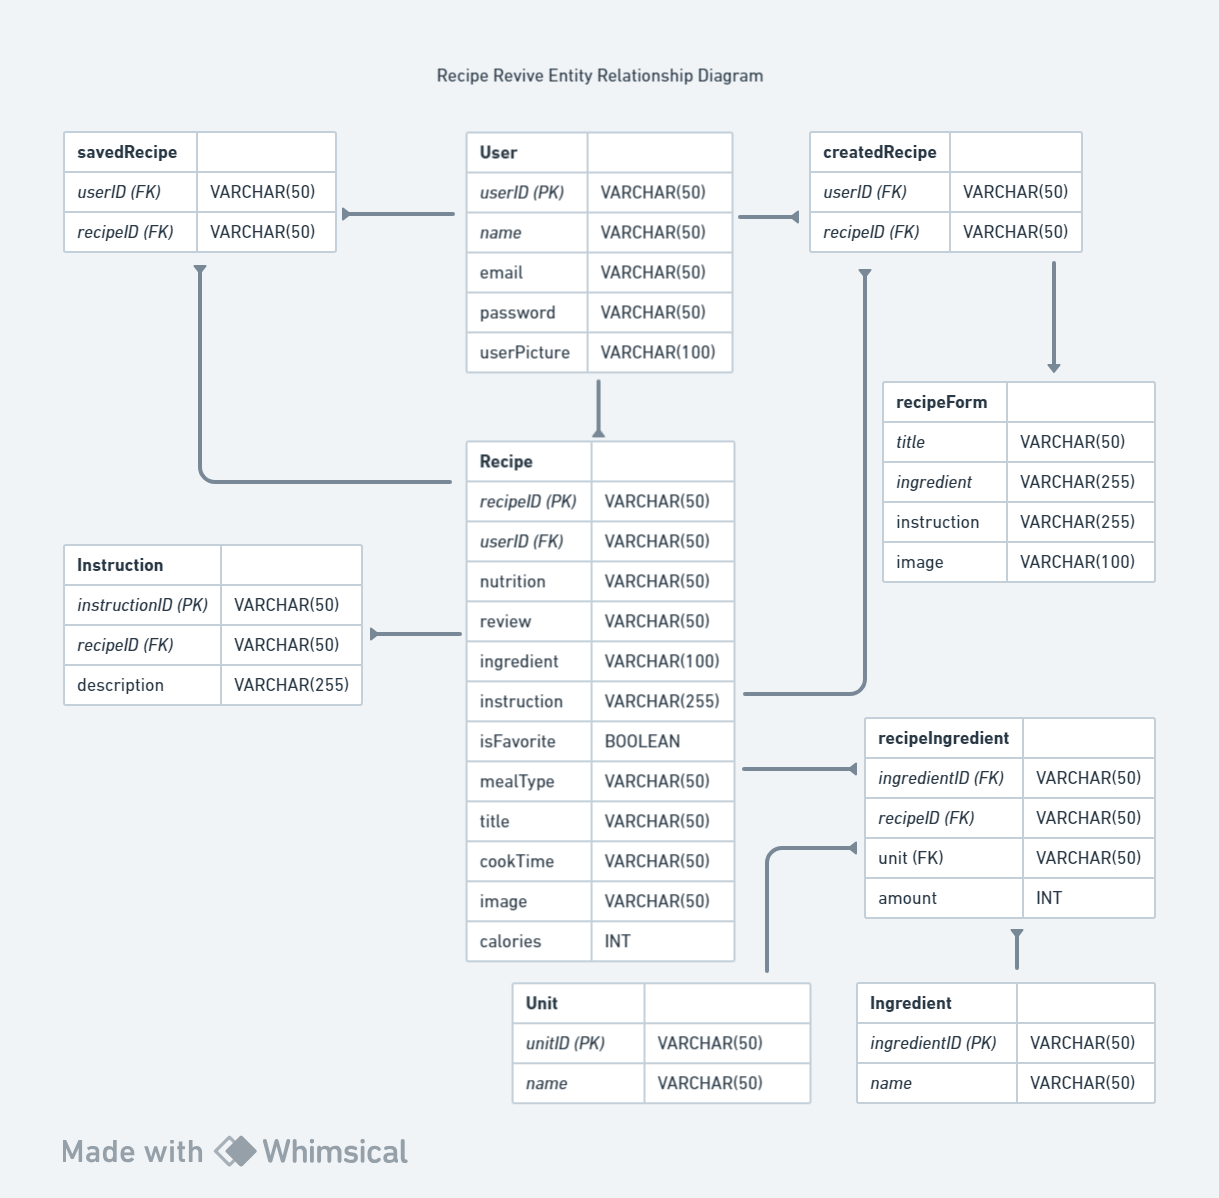 Recipe Revive Entity Relationship Diagram
savedRecipe
userID (FK) VARCHAR(50)
recipeID (FK) VARCHAR(50)
User
userID (PK) VARCHAR(50)
name VARCHAR(50)
email VARCHAR(50)
password VARCHAR(50)
userPicture VARCHAR(100)
createdRecipe
userID (FK) VARCHAR(50)
recipeID (FK) VARCHAR(50)
recipeForm
title VARCHAR(50)
ingredient VARCHAR(255)
instruction VARCHAR(255)
image VARCHAR(100)
Recipe
recipeID (PK) VARCHAR(50)
userID (FK) VARCHAR(50)
nutrition VARCHAR(50)
review VARCHAR(50)
ingredient VARCHAR(100)
instruction VARCHAR(255)
isFavorite BOOLEAN
mealType VARCHAR(50)
title VARCHAR(50)
cookTime VARCHAR(50)
image VARCHAR(50)
calories INT
Instruction
instructionID (PK) VARCHAR(50)
recipeID (FK) VARCHAR(50)
description VARCHAR(255)
recipeIngredient
ingredientID (FK) VARCHAR(50)
recipeID (FK) VARCHAR(50)
unit (FK) VARCHAR(50)
amount INT
Unit
unitID (PK) VARCHAR(50)
name VARCHAR(50)
Ingredient
ingredientID (PK) VARCHAR(50)
name VARCHAR(50)
Made with Whimsical